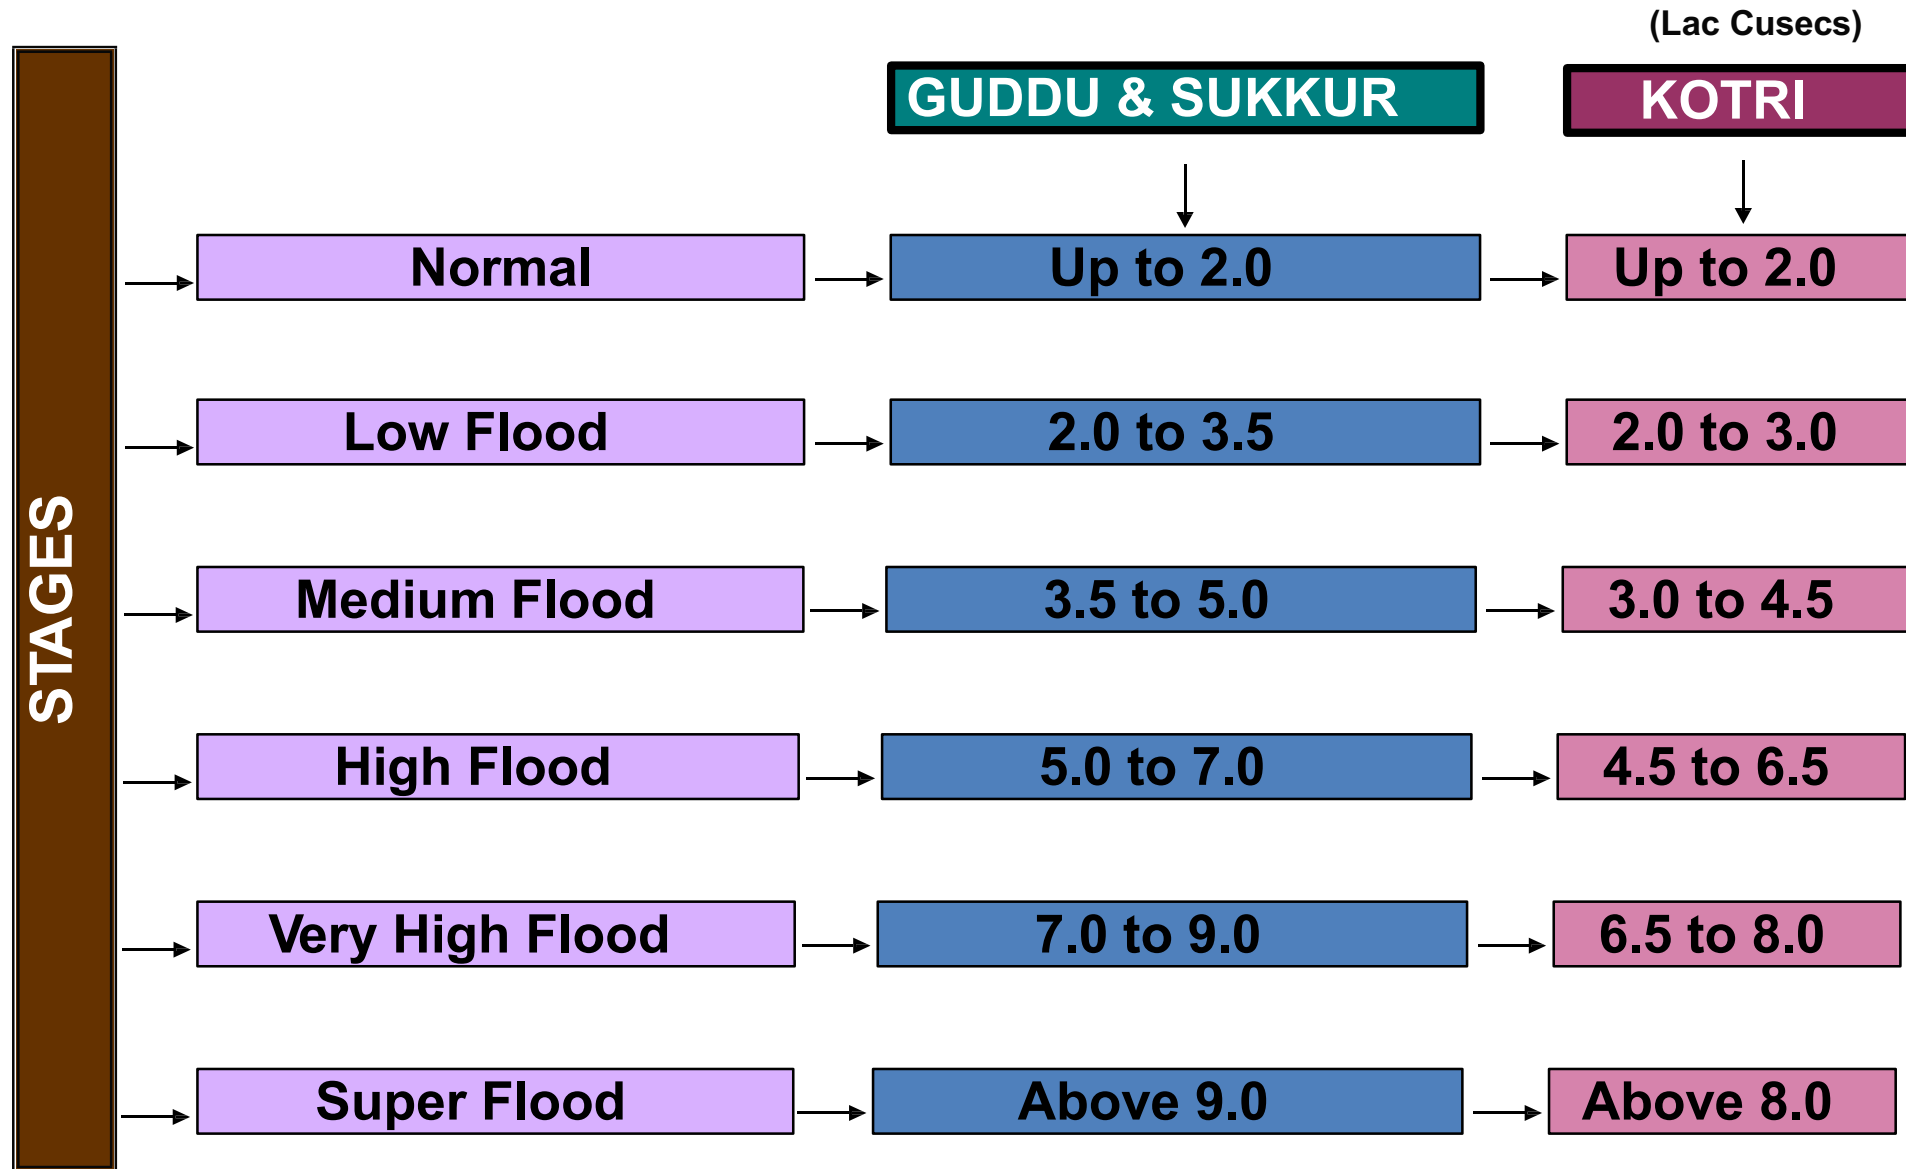 (Lac Cusecs)
GUDDU & SUKKUR
KOTRI
STAGES
Normal
Up to 2.0
Up to 2.0
Low Flood
2.0 to 3.5
2.0 to 3.0
Medium Flood
3.5 to 5.0
3.0 to 4.5
High Flood
5.0 to 7.0
4.5 to 6.5
Very High Flood
7.0 to 9.0
6.5 to 8.0
Super Flood
Above 9.0
Above 8.0